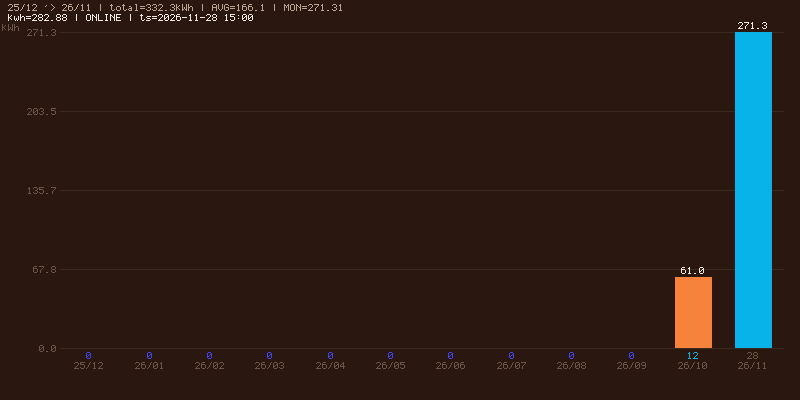 25/12 -> 26/11 | total=332.3KWh | AVG=166.1 | MON=271.31
Kwh=282.88 | ONLINE | ts=2026-11-28 15:00
KWh
271.3
271.3
203.5
135.7
67.8
61.0
0.0
0 0 0 0 0 0 0 0 0 0 12 28
25/12 26/01 26/02 26/03 26/04 26/05 26/06 26/07 26/08 26/09 26/10 26/11